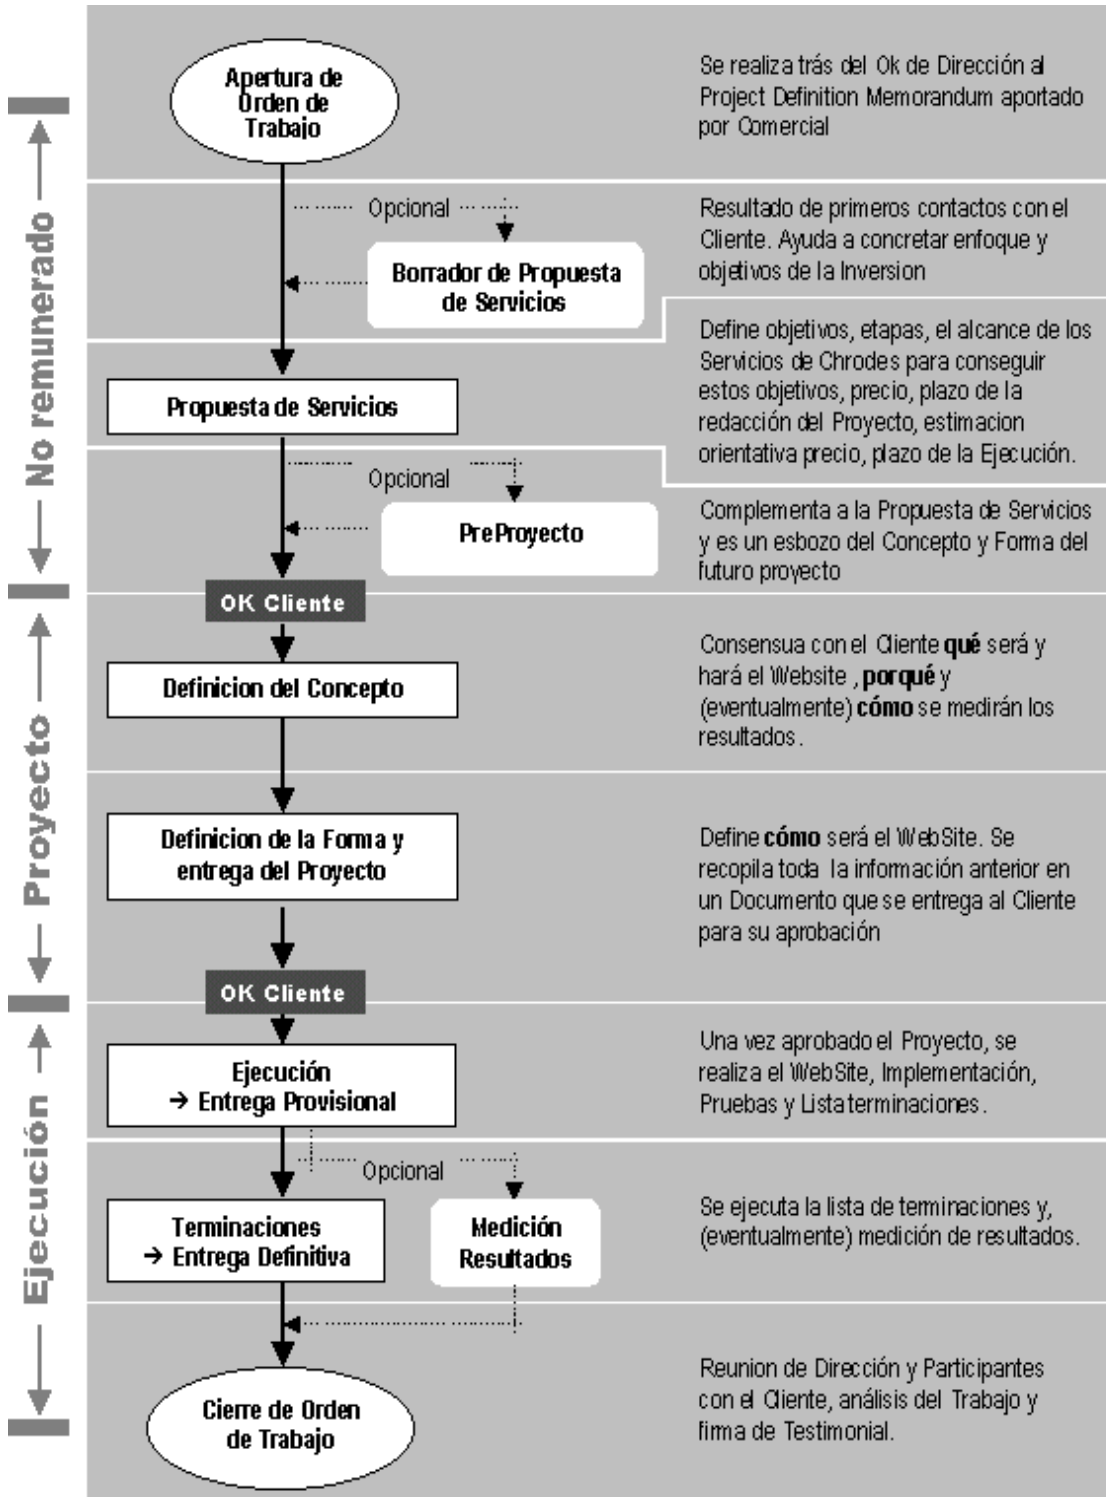 Apertura de
Orden de
Trabajo
Se realiza trás del Ok de Dirección al
Project Definition Memorandum aportado
por Comercial
No remunerado
Opcional
Borrador de Propuesta
de Servicios
Resultado de primeros contactos con el
Cliente. Ayuda a concretar enfoque y
objetivos de la Inversion
Propuesta de Servicios
Define objetivos, etapas, el alcance de los
Servicios de Chrodes para conseguir
estos objetivos, precio, plazo de la
redacción del Proyecto, estimacion
orientativa precio, plazo de la Ejecución.
Opcional
PreProyecto
Complementa a la Propuesta de Servicios
y es un esbozo del Concepto y Forma del
futuro proyecto
OK Cliente
Proyecto
Definicion del Concepto
Consensua con el Cliente qué será y
hará el Website , porqué y
(eventualmente) cómo se medirán los
resultados.
Definicion de la Forma y
entrega del Proyecto
Define cómo será el WebSite. Se
recopila toda la información anterior en
un Documento que se entrega al Cliente
para su aprobación
OK Cliente
Ejecución
Ejecución
→ Entrega Provisional
Una vez aprobado el Proyecto, se
realiza el WebSite, Implementación,
Pruebas y Lista terminaciones.
Opcional
Terminaciones
→ Entrega Definitiva
Medición
Resultados
Se ejecuta la lista de terminaciones y,
(eventualmente) medición de resultados.
Cierre de Orden
de Trabajo
Reunion de Dirección y Participantes
con el Cliente, análisis del Trabajo y
firma de Testimonial.